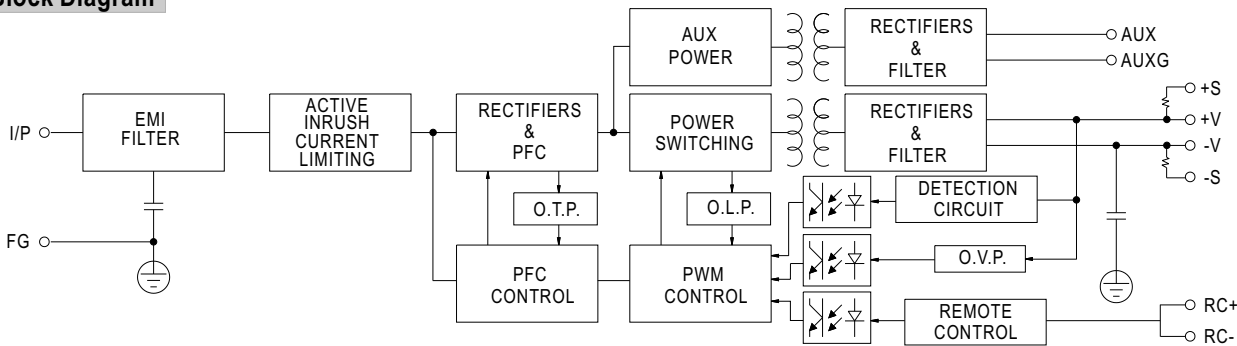 Block Diagram
I/P
EMI
FILTER
FG
ACTIVE
INRUSH
CURRENT
LIMITING
RECTIFIERS
&
PFC
O.T.P.
PFC
CONTROL
AUX
POWER
POWER
SWITCHING
O.L.P.
PWM
CONTROL
RECTIFIERS
&
FILTER
RECTIFIERS
&
FILTER
DETECTION
CIRCUIT
O.V.P.
REMOTE
CONTROL
AUX
AUXG
+S
+V
-V
-S
RC+
RC-